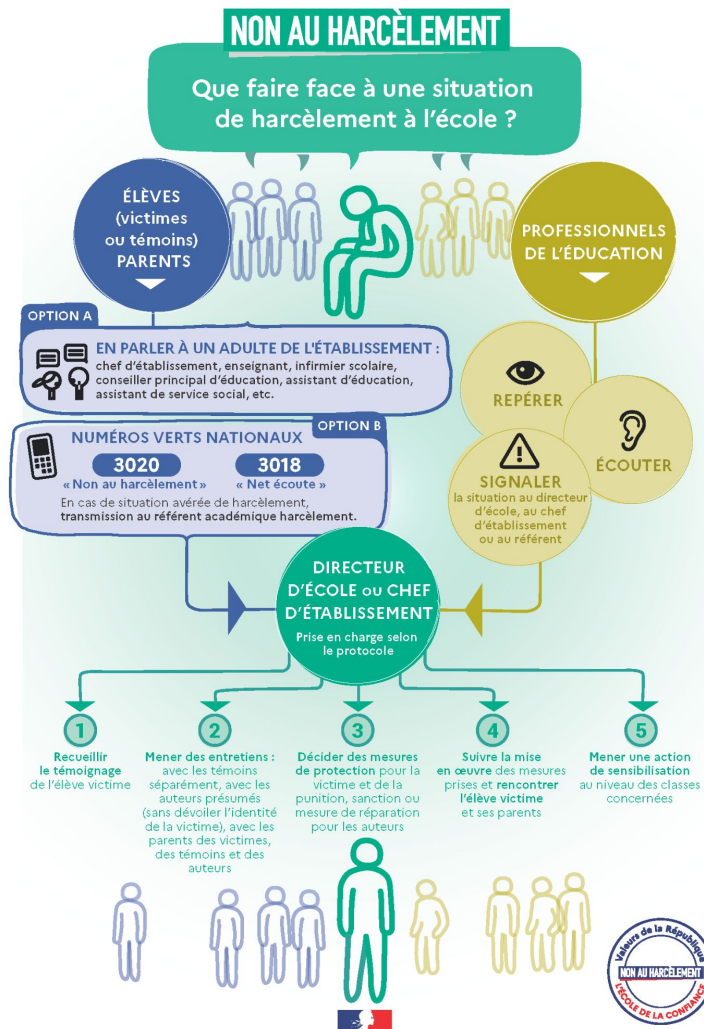 NON AU HARCÈLEMENT
Que faire face à une situation
de harcèlement à l'école ?
ÉLÈVES
(victimes
ou témoins)
PARENTS
PROFESSIONNELS
DE L'ÉDUCATION
OPTION A
EN PARLER À UN ADULTE DE L'ÉTABLISSEMENT :
chef d'établissement, enseignant, infirmier scolaire,
conseiller principal d'éducation, assistant d'éducation,
assistant de service social, etc.
OPTION B
NUMÉROS VERTS NATIONAUX
3020
« Non au harcèlement »
3018
« Net écoute »
En cas de situation avérée de harcèlement,
transmission au référent académique harcèlement.
REPÉRER
ÉCOUTER
SIGNALER
la situation au directeur
d'école, au chef
d'établissement
ou au référent
DIRECTEUR
D'ÉCOLE ou CHEF
D'ÉTABLISSEMENT
Prise en charge selon
le protocole
1
Recueillir
le témoignage
de l'élève victime
2
Mener des entretiens :
avec les témoins
séparément, avec les
auteurs présumés
(sans dévoiler l'identité
de la victime), avec les
parents des victimes,
des témoins et des
auteurs
3
Décider des mesures
de protection pour la
victime et de la
punition, sanction ou
mesure de réparation
pour les auteurs
4
Suivre la mise
en œuvre des mesures
prises et rencontrer
l'élève victime
et ses parents
5
Mener une action
de sensibilisation
au niveau des classes
concernées
Valeurs de la République
NON AU HARCÈLEMENT
L'ÉCOLE DE LA CONFIANCE